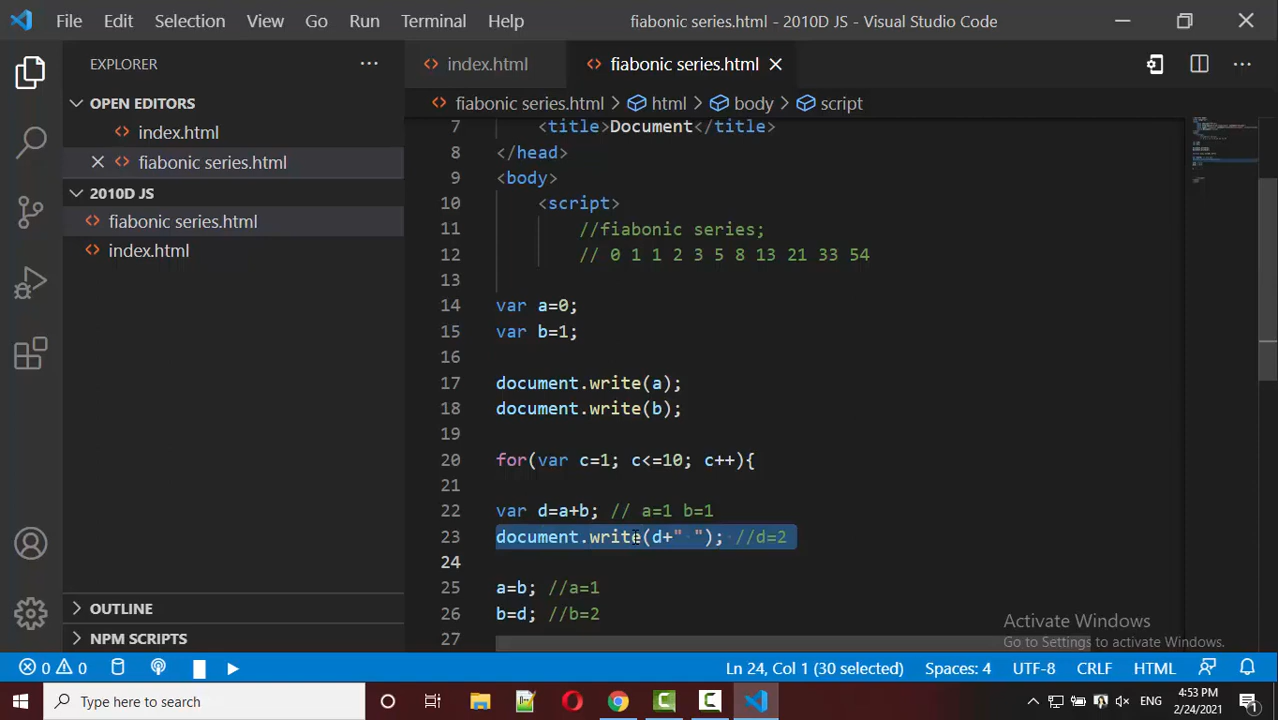 File Edit Selection View Go Run Terminal Help fiabonic series.html - 2010D JS - Visual Studio Code
EXPLORER
OPEN EDITORS
index.html
fiabonic series.html
2010D JS
fiabonic series.html
index.html
OUTLINE
NPM SCRIPTS
index.html fiabonic series.html
fiabonic series.html > html > body > script
7 <title>Document</title>
8 </head>
9 <body>
10 <script>
11 //fiabonic series;
12 // 0 1 1 2 3 5 8 13 21 33 54
13
14 var a=0;
15 var b=1;
16
17 document.write(a);
18 document.write(b);
19
20 for(var c=1; c<=10; c++){
21
22 var d=a+b; // a=1 b=1
23 document.write(d+" "); //d=2
24
25 a=b; //a=1
26 b=d; //b=2
27
Activate Windows
Go to Settings to activate Windows.
0 0 Ln 24, Col 1 (30 selected) Spaces: 4 UTF-8 CRLF HTML
Type here to search ENG 4:53 PM
2/24/2021
1